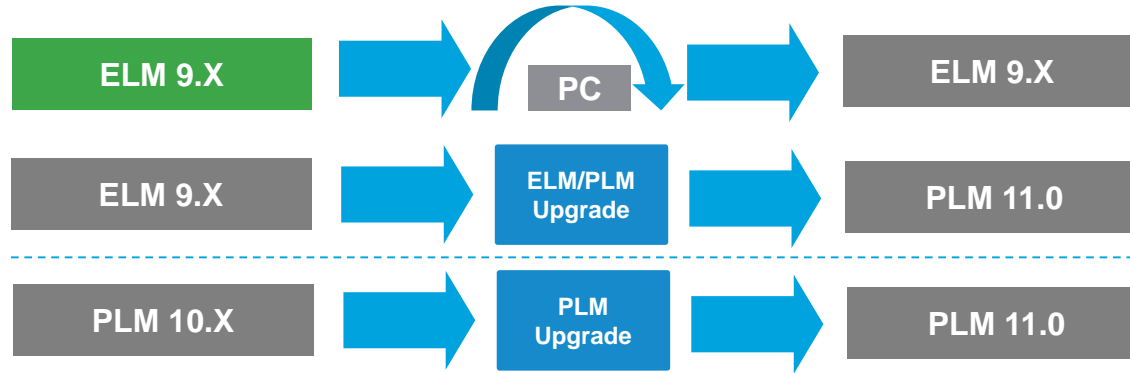 ELM 9.X
PC
ELM 9.X
ELM 9.X
ELM/PLM
Upgrade
PLM 11.0
PLM 10.X
PLM
Upgrade
PLM 11.0